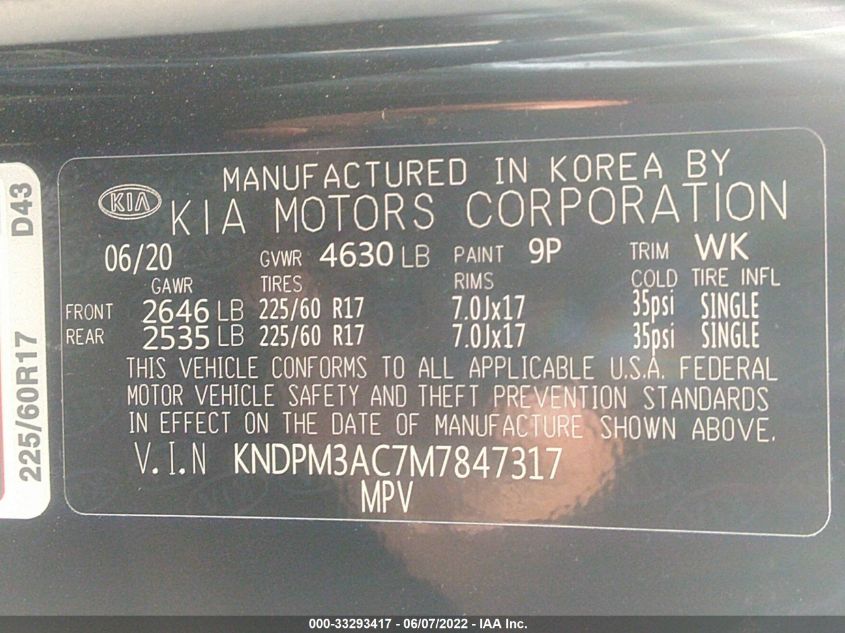 MANUFACTURED IN KOREA BY
KIA KIA MOTORS CORPORATION
06/20 GVWR 4630 LB PAINT 9P TRIM WK
GAWR TIRES RIMS COLD TIRE INFL
FRONT 2646 LB 225/60 R17 7.0Jx17 35psi SINGLE
REAR 2535 LB 225/60 R17 7.0Jx17 35psi SINGLE
THIS VEHICLE CONFORMS TO ALL APPLICABLE U.S.A. FEDERAL
MOTOR VEHICLE SAFETY AND THEFT PREVENTION STANDARDS
IN EFFECT ON THE DATE OF MANUFACTURE SHOWN ABOVE.
V.I.N KNDPM3AC7M7847317
MPV
225/60R17 D43
000-33293417 - 06/07/2022 - IAA Inc.